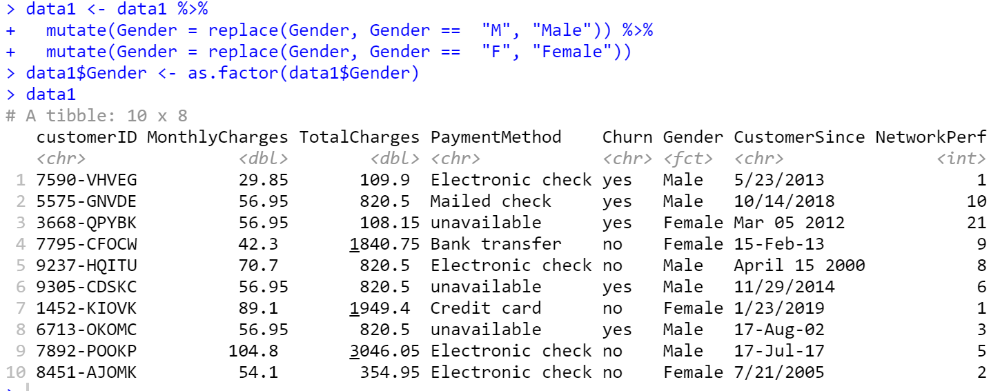 > data1 <- data1 %>%
+   mutate(Gender = replace(Gender, Gender ==  "M", "Male")) %>%
+   mutate(Gender = replace(Gender, Gender ==  "F", "Female"))
> data1$Gender <- as.factor(data1$Gender)
> data1
# A tibble: 10 x 8
   customerID MonthlyCharges TotalCharges PaymentMethod    Churn Gender CustomerSince NetworkPerf
   <chr>               <dbl>        <dbl> <chr>            <chr> <fct>  <chr>               <int>
 1 7590-VHVEG          29.85       109.9  Electronic check yes   Male   5/23/2013               1
 2 5575-GNVDE          56.95       820.5  Mailed check     yes   Male   10/14/2018             10
 3 3668-QPYBK          56.95       108.15 unavailable      yes   Female Mar 05 2012            21
 4 7795-CFOCW          42.3       1840.75 Bank transfer    no    Female 15-Feb-13               9
 5 9237-HQITU          70.7        820.5  Electronic check no    Male   April 15 2000           8
 6 9305-CDSKC          56.95       820.5  unavailable      yes   Male   11/29/2014              6
 7 1452-KIOVK          89.1       1949.4  Credit card      no    Female 1/23/2019               1
 8 6713-OKOMC          56.95       820.5  unavailable      yes   Male   17-Aug-02               3
 9 7892-POOKP         104.8       3046.05 Electronic check no    Male   17-Jul-17               5
10 8451-AJOMK          54.1        354.95 Electronic check no    Female 7/21/2005               2